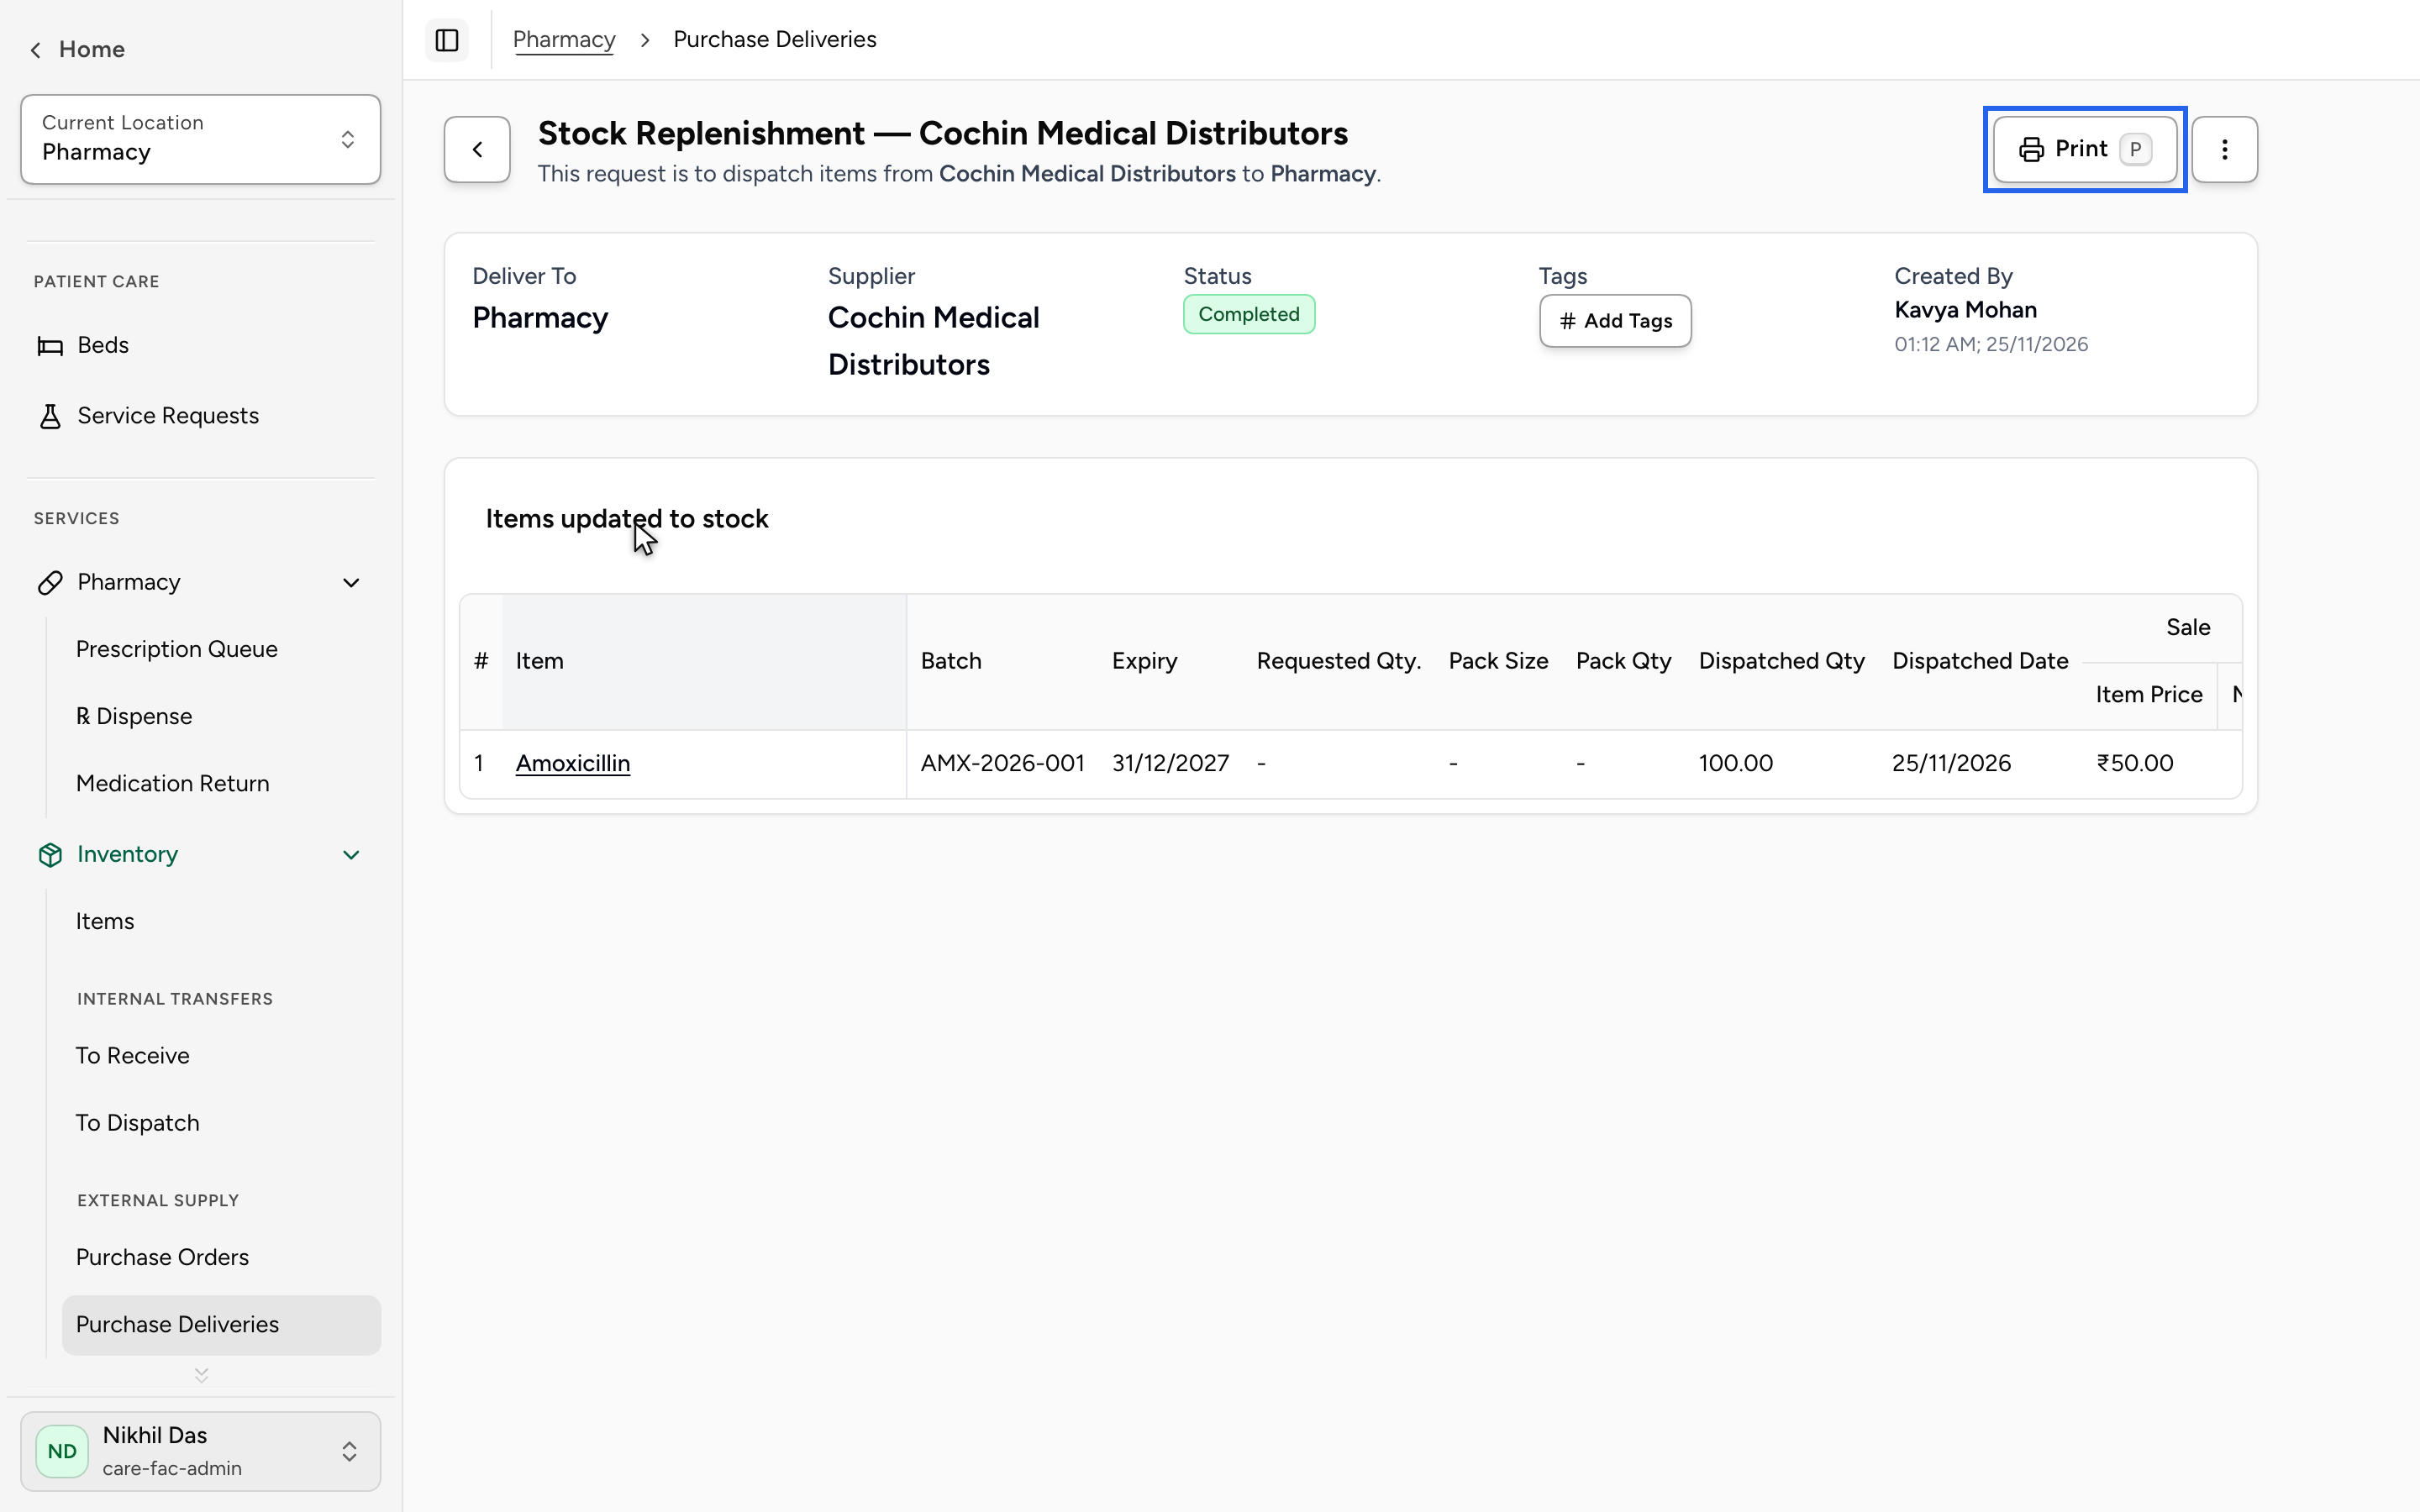 Home
Current Location
Pharmacy
PATIENT CARE
Beds
Service Requests
SERVICES
Pharmacy
Prescription Queue
℞ Dispense
Medication Return
Inventory
Items
INTERNAL TRANSFERS
To Receive
To Dispatch
EXTERNAL SUPPLY
Purchase Orders
Purchase Deliveries
ND
Nikhil Das
care-fac-admin
Pharmacy > Purchase Deliveries
Stock Replenishment — Cochin Medical Distributors
This request is to dispatch items from Cochin Medical Distributors to Pharmacy.
Print P
Deliver To
Pharmacy
Supplier
Cochin Medical
Distributors
Status
Completed
Tags
# Add Tags
Created By
Kavya Mohan
01:12 AM; 25/11/2026
Items updated to stock
# Item Batch Expiry Requested Qty. Pack Size Pack Qty Dispatched Qty Dispatched Date Sale
Item Price
1 Amoxicillin AMX-2026-001 31/12/2027 - - - 100.00 25/11/2026 ₹50.00